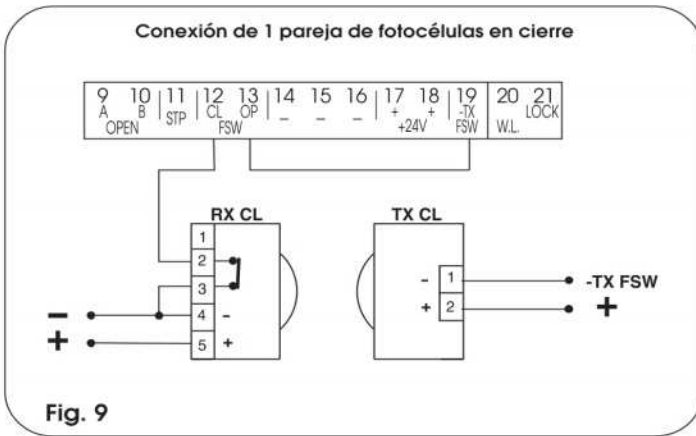 Conexión de 1 pareja de fotocélulas en cierre
9 10 11 12 13 14 15 16 17 18 19 20 21
A B STP CL OP - - - + + -TX LOCK
OPEN FSW +24V FSW W.L.
RX CL TX CL
1
2
3
4 -
5 +
- 1 -TX FSW
+ 2 +
-
+
Fig. 9